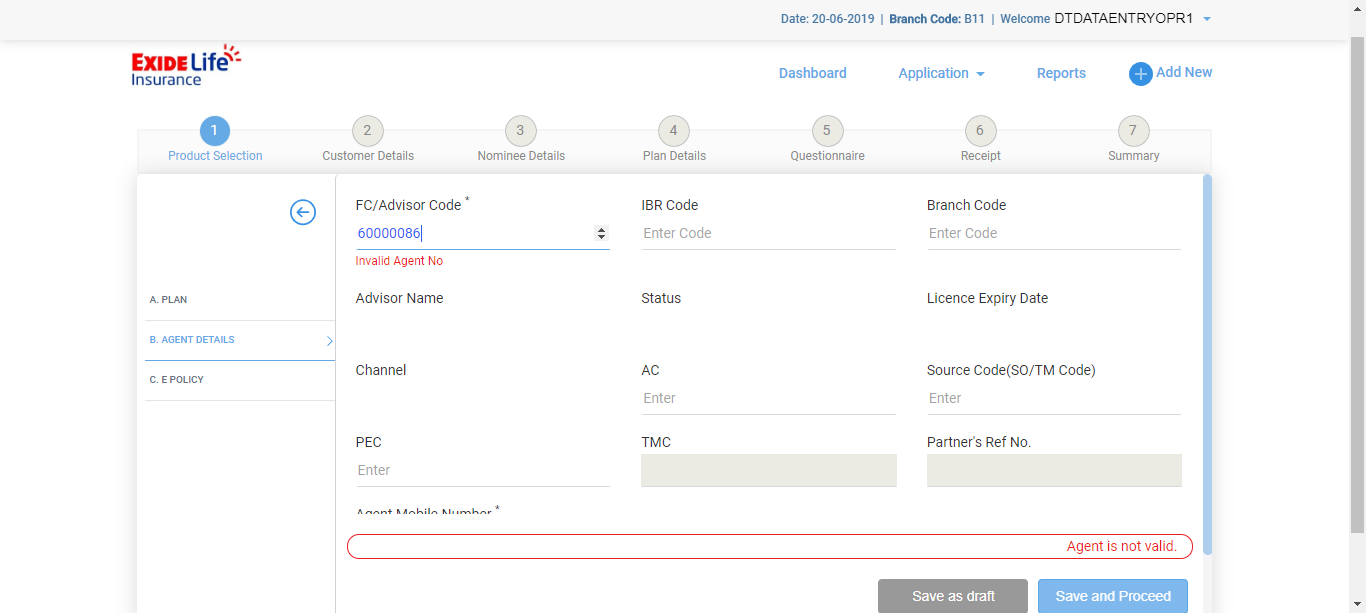 Date: 20-06-2019 | Branch Code: B11 | Welcome DTDATAENTRYOPR1
EXIDE Life
Insurance
Dashboard Application Reports Add New
1 2 3 4 5 6 7
Product Selection Customer Details Nominee Details Plan Details Questionnaire Receipt Summary
A. PLAN
B. AGENT DETAILS
C. E POLICY
FC/Advisor Code * IBR Code Branch Code
60000086 Enter Code Enter Code
Invalid Agent No
Advisor Name Status Licence Expiry Date
Channel AC Source Code(SO/TM Code)
Enter Enter
PEC TMC Partner's Ref No.
Enter
Agent Mobile Number *
Agent is not valid.
Save as draft Save and Proceed